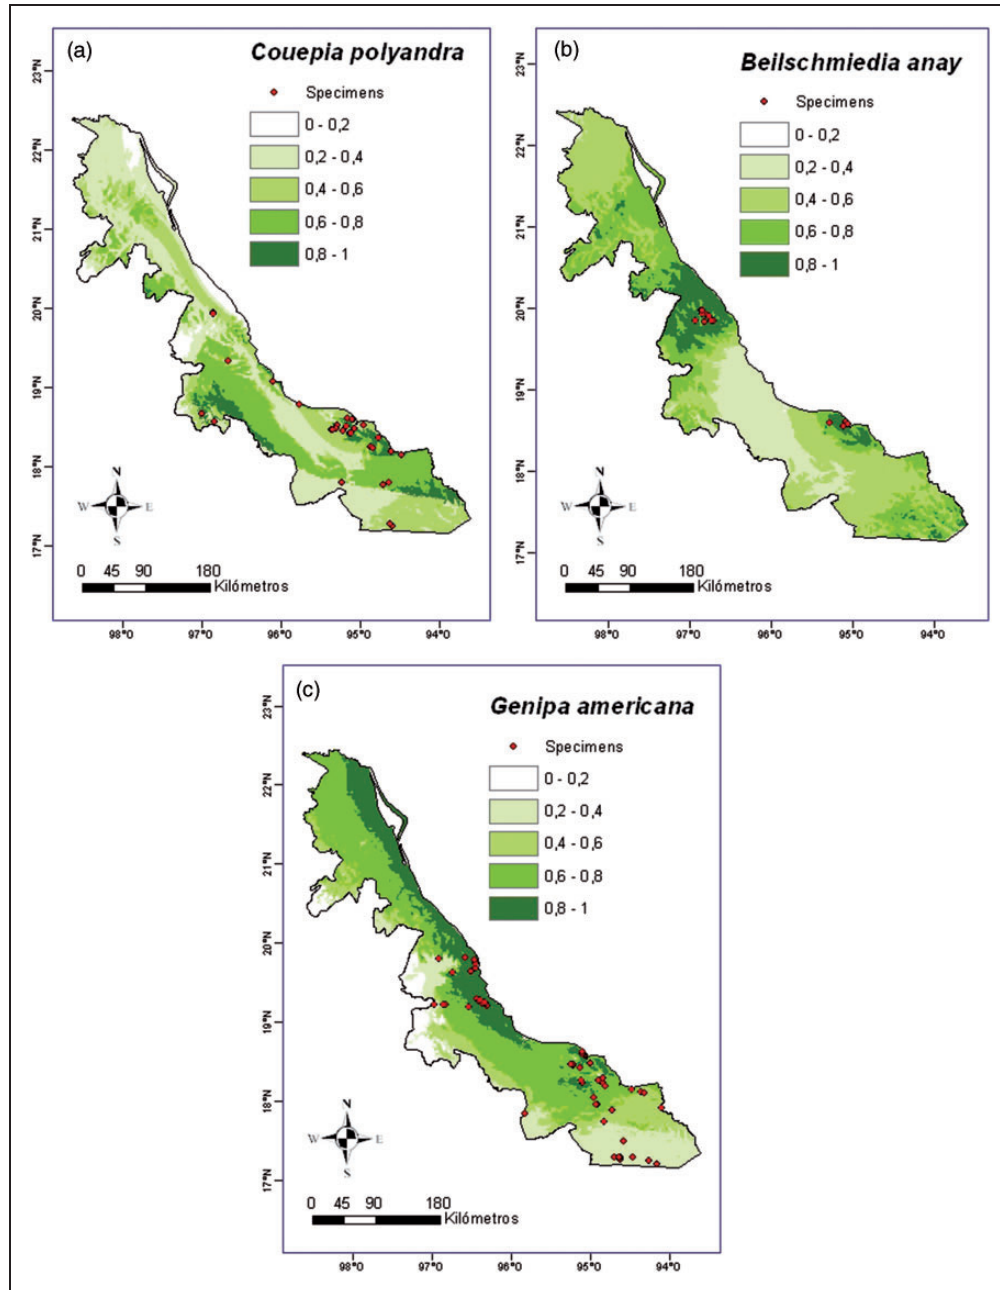 (a)
Couepia polyandra
Specimens
0 - 0,2
0,2 - 0,4
0,4 - 0,6
0,6 - 0,8
0,8 - 1
23°N
22°N
21°N
20°N
19°N
18°N
17°N
N
W E
S
0 45 90 180
Kilómetros
98°0 97°0 96°0 95°0 94°0
(b)
Beilschmiedia anay
Specimens
0 - 0,2
0,2 - 0,4
0,4 - 0,6
0,6 - 0,8
0,8 - 1
23°N
22°N
21°N
20°N
19°N
18°N
17°N
N
W E
S
0 45 90 180
Kilómetros
98°0 97°0 96°0 95°0 94°0
(c)
Genipa americana
Specimens
0 - 0,2
0,2 - 0,4
0,4 - 0,6
0,6 - 0,8
0,8 - 1
23°N
22°N
21°N
20°N
19°N
18°N
17°N
N
W E
S
0 45 90 180
Kilómetros
98°0 97°0 96°0 95°0 94°0